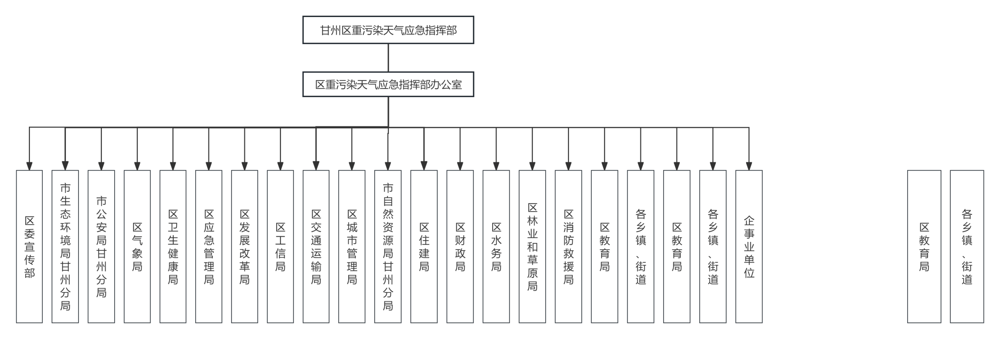 甘州区重污染天气应急指挥部
区重污染天气应急指挥部办公室
区委宣传部
市生态环境局甘州分局
市公安局甘州分局
区气象局
区卫生健康局
区应急管理局
区发展改革局
区工信局
区交通运输局
区城市管理局
市自然资源局甘州分局
区住建局
区财政局
区水务局
区林业和草原局
区消防救援局
区教育局
各乡镇、街道
区教育局
各乡镇、街道
企事业单位
区教育局
各乡镇、街道